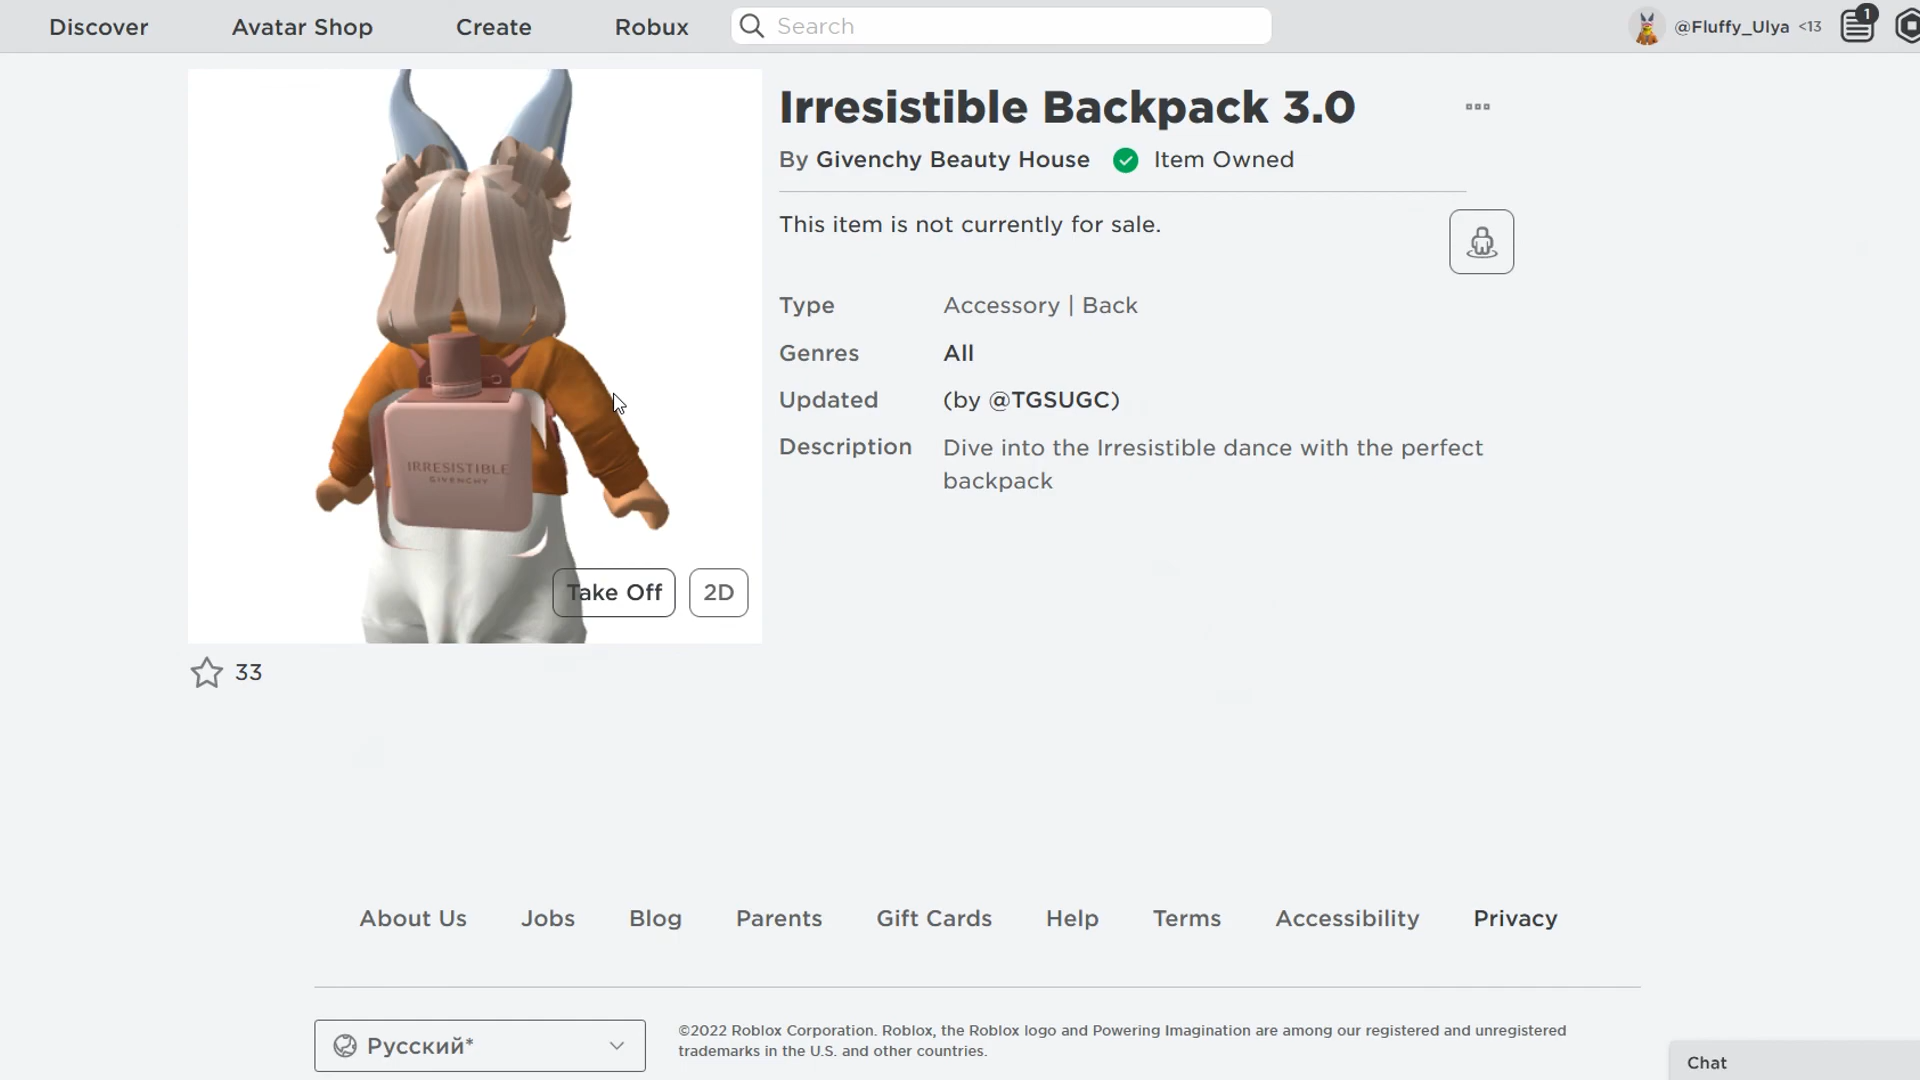 Discover Avatar Shop Create Robux Search @Fluffy_Ulya <13 1
Irresistible Backpack 3.0
By Givenchy Beauty House Item Owned
This item is not currently for sale.
Type Accessory | Back
Genres All
Updated (by @TGSUGC)
Description Dive into the Irresistible dance with the perfect
backpack
IRRESISTIBLE
GIVENCHY
Take Off 2D
33
About Us Jobs Blog Parents Gift Cards Help Terms Accessibility Privacy
Русский*
©2022 Roblox Corporation. Roblox, the Roblox logo and Powering Imagination are among our registered and unregistered
trademarks in the U.S. and other countries.
Chat